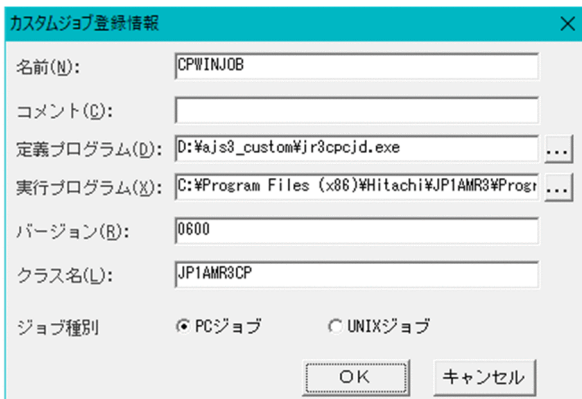 カスタムジョブ登録情報
名前(N): CPWINJOB
コメント(C):
定義プログラム(D): D:¥ajs3_custom¥jr3cpcjd.exe ...
実行プログラム(X): C:¥Program Files (x86)¥Hitachi¥JP1AMR3¥Progr ...
バージョン(R): 0600
クラス名(L): JP1AMR3CP
ジョブ種別 PCジョブ UNIXジョブ
OK キャンセル